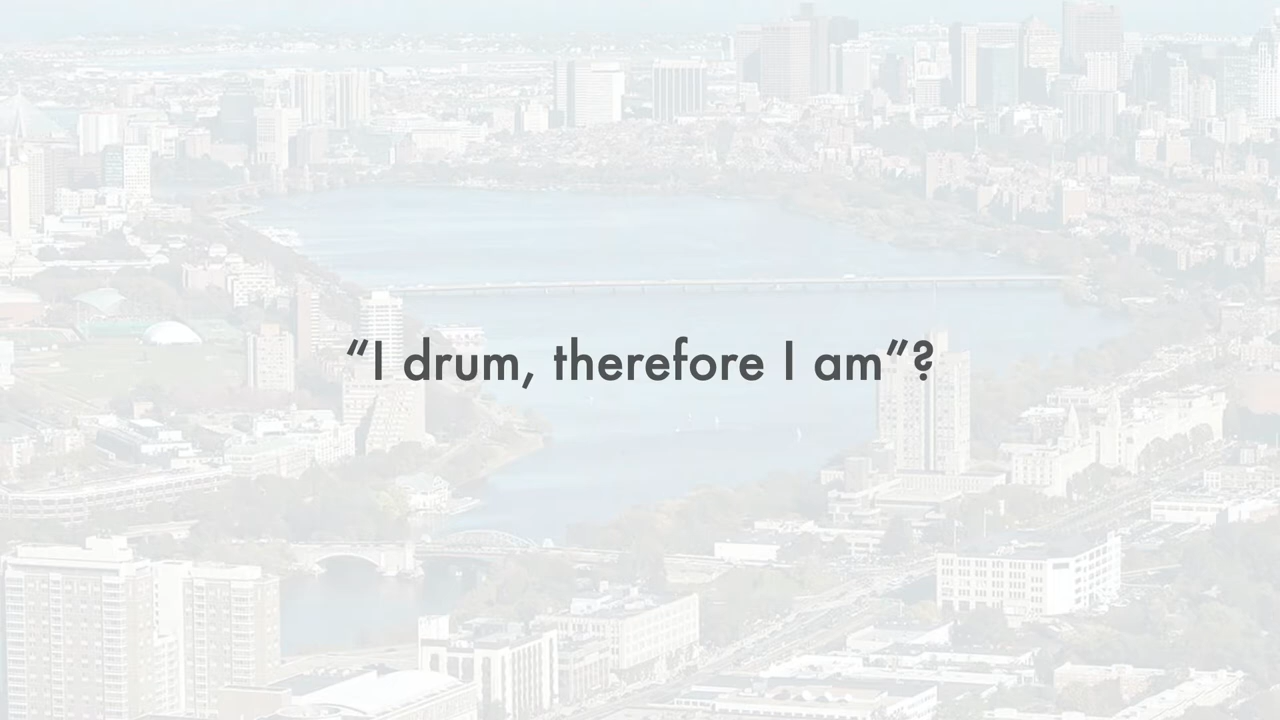 “I drum, therefore I am”?